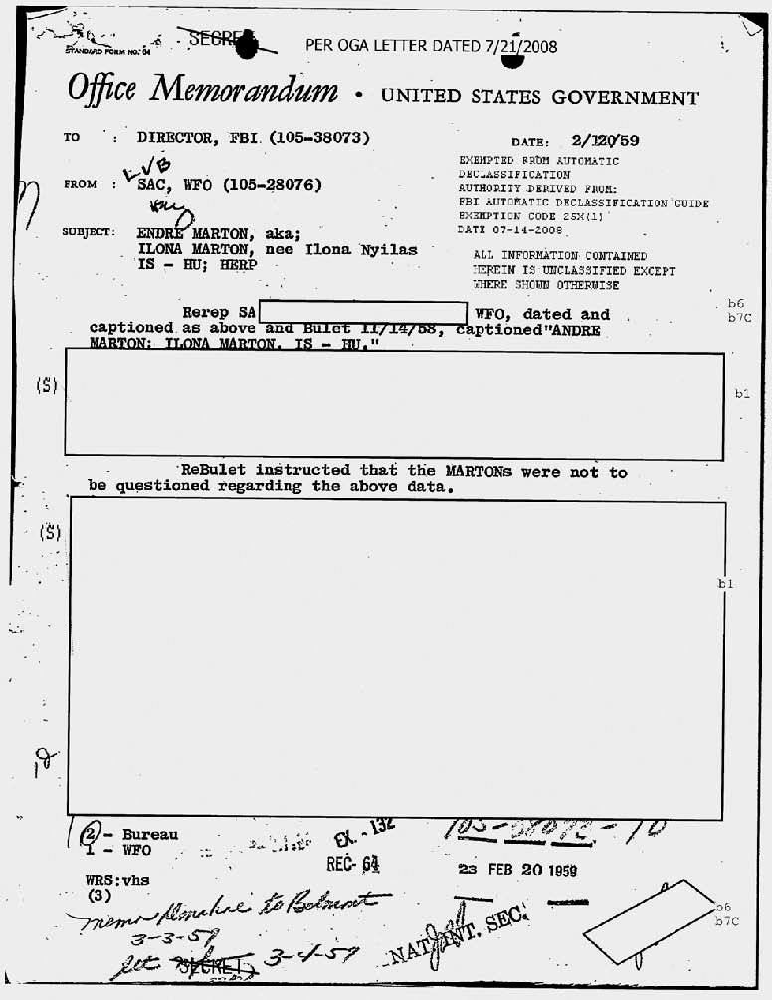 STANDARD FORM NO. 64
SECRET
PER OGA LETTER DATED 7/21/2008
Office Memorandum • UNITED STATES GOVERNMENT
TO : DIRECTOR, FBI (105-38073)
DATE: 2/20/59
FROM : SAC, WFO (105-28076)
EXEMPTED FROM AUTOMATIC
DECLASSIFICATION
AUTHORITY DERIVED FROM:
FBI AUTOMATIC DECLASSIFICATION GUIDE
EXEMPTION CODE 25X(1)
DATE 07-14-2008
SUBJECT: ENDRE MARTON, aka;
ILONA MARTON, nee Ilona Nyilas
IS - HU; HERP
ALL INFORMATION CONTAINED
HEREIN IS UNCLASSIFIED EXCEPT
WHERE SHOWN OTHERWISE
Rerep SA WFO, dated and
b6
b7C
captioned as above and Bulet 11/14/58, captioned "ANDRE
MARTON; ILONA MARTON. IS - HU."
(S)
b1
ReBulet instructed that the MARTONs were not to
be questioned regarding the above data.
(S)
b1
2 - Bureau
1 - WFO
EX. - 132
REC- 64
23 FEB 20 1959
WRS:vhs
(3)
memo to Belmont
3-3-59
SECRET 3-4-59
NAT. INT. SEC.
b6
b7C